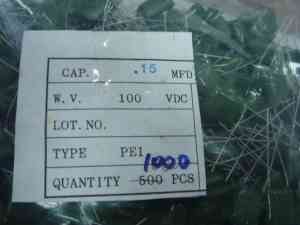 CAP. .15 MFD
W.V. 100 VDC
LOT.NO.
TYPE PE1
1000
QUANTITY 500 PCS